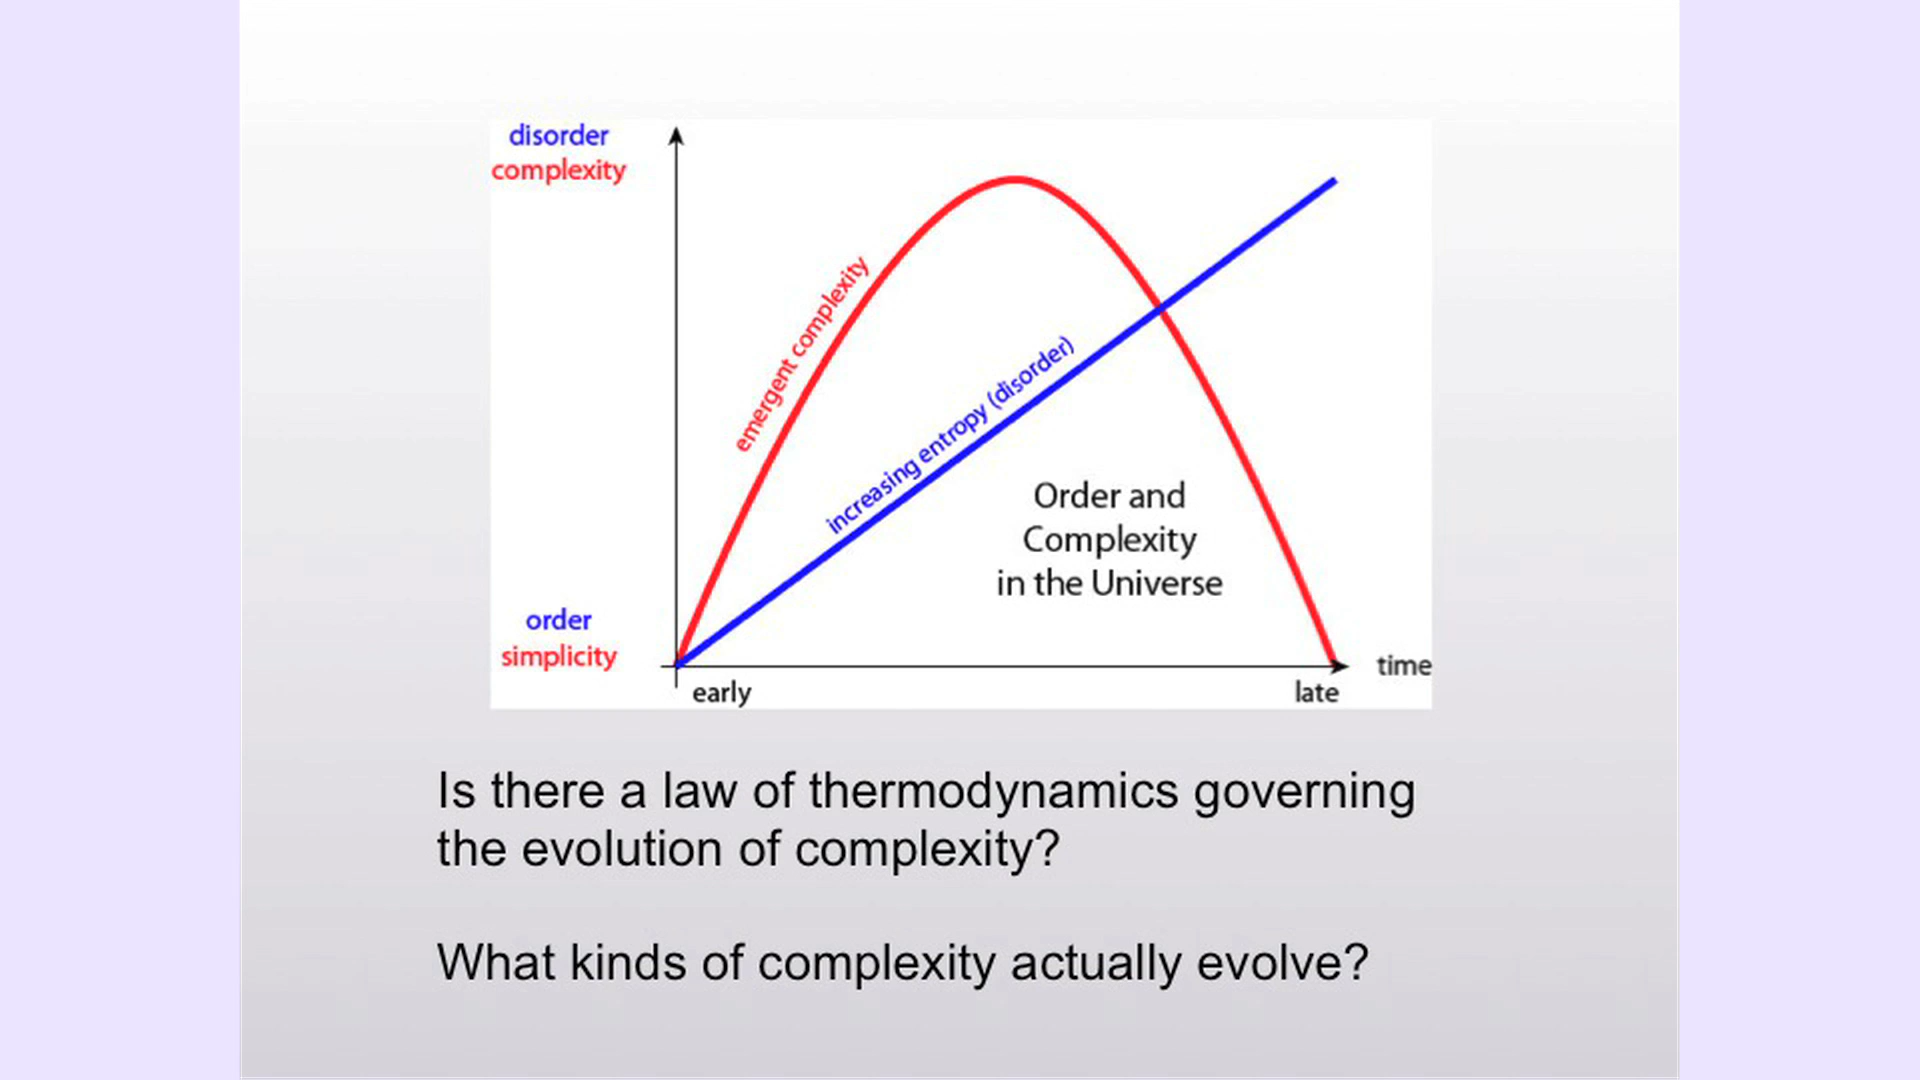 disorder
complexity
emergent complexity
increasing entropy (disorder)
Order and
Complexity
in the Universe
order
simplicity
time
early
late
Is there a law of thermodynamics governing
the evolution of complexity?
What kinds of complexity actually evolve?